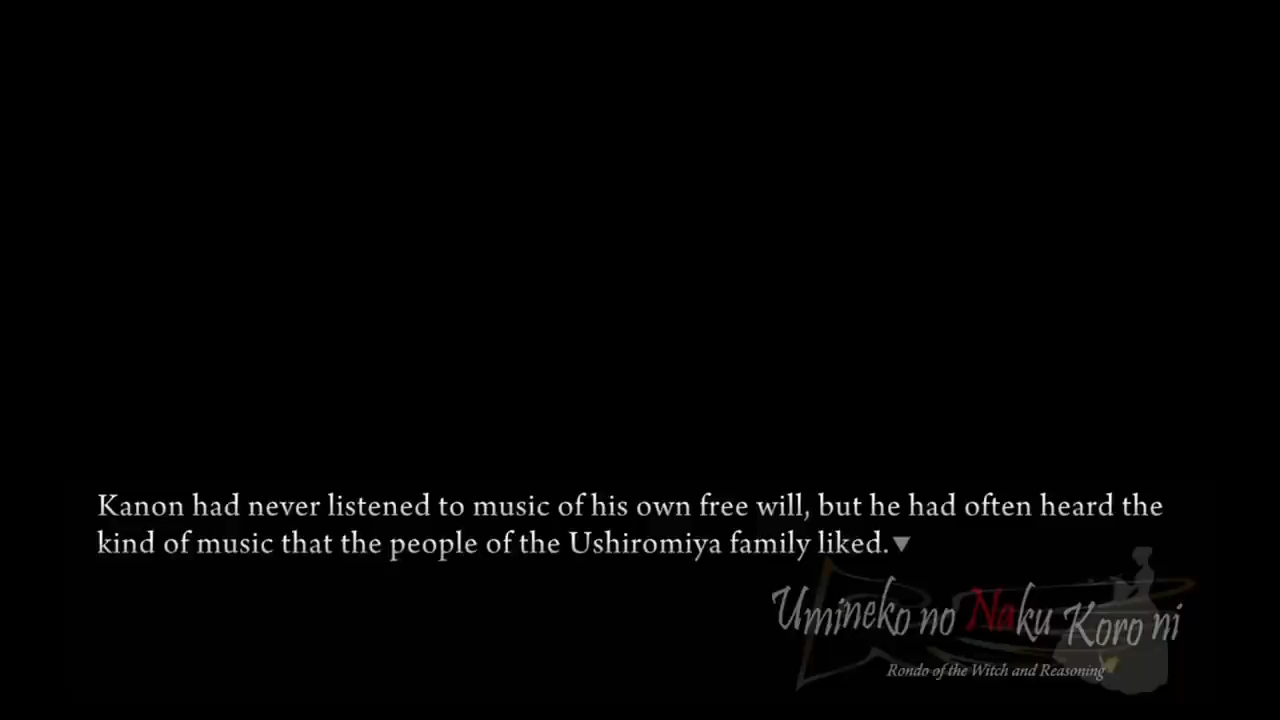 Kanon had never listened to music of his own free will, but he had often heard the
kind of music that the people of the Ushiromiya family liked.▼
Umineko no Naku Koro ni
Rondo of the Witch and Reasoning